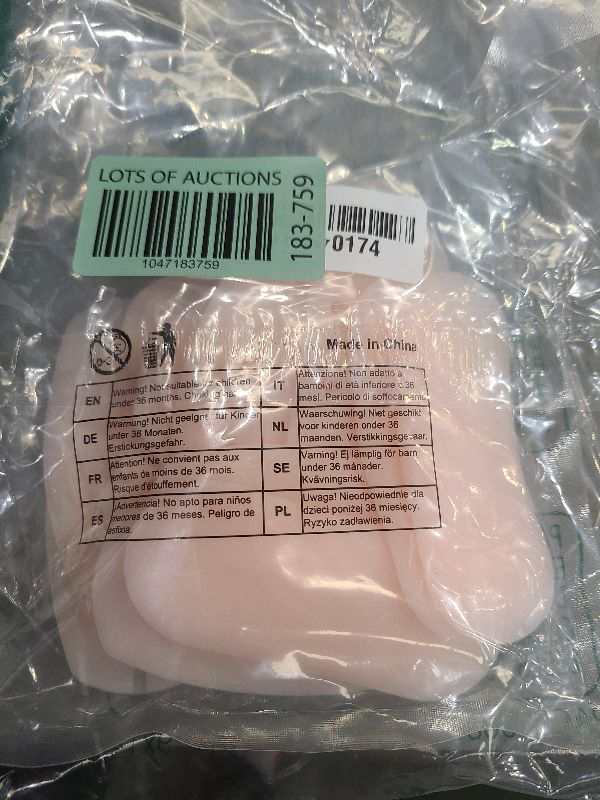 LOTS OF AUCTIONS
1047183759
183-759
0174
0-3
Made in China
EN Warning! Not suitable for children
under 36 months. Choking
DE Warnung! Nicht geeignet für Kinder
unter 36 Monaten.
Erstickungsgefahr.
FR Attention! Ne convient pas aux
enfants de moins de 36 mois.
Risque d'étouffement.
ES ¡Advertencia! No apto para niños
menores de 36 meses. Peligro de
asfixia.
IT Attenzione! Non adatto a
bambini di età inferiore a 36
mesi. Pericolo di soffocamento
NL Waarschuwing! Niet geschikt
voor kinderen onder 36
maanden. Verstikkingsgevaar.
SE Varning! Ej lämplig för barn
under 36 månader.
Kvävningsrisk.
PL Uwaga! Nieodpowiednie dla
dzieci poniżej 36 miesięcy.
Ryzyko zadławienia.